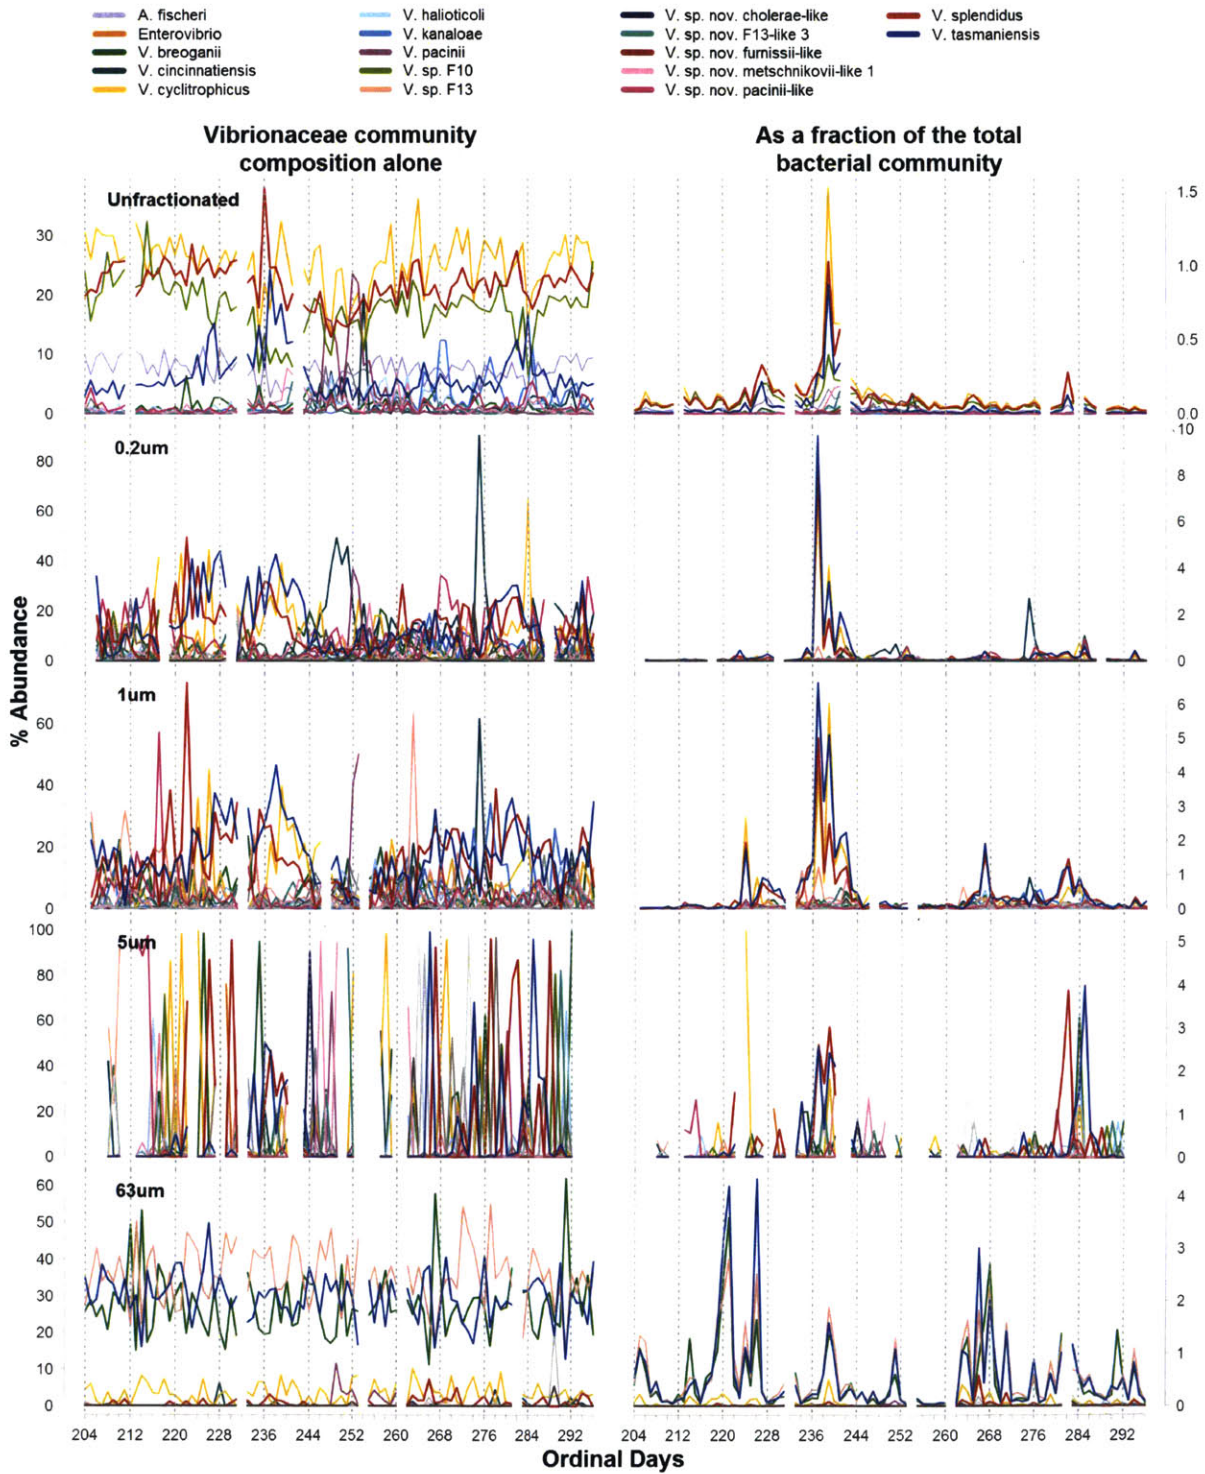 A. fischeri
Enterovibrio
V. breoganii
V. cincinnatiensis
V. cyclitrophicus
V. halioticoli
V. kanaloae
V. pacinii
V. sp. F10
V. sp. F13
V. sp. nov. cholerae-like
V. sp. nov. F13-like 3
V. sp. nov. furnissii-like
V. sp. nov. metschnikovii-like 1
V. sp. nov. pacinii-like
V. splendidus
V. tasmaniensis
Vibrionaceae community
composition alone
As a fraction of the total
bacterial community
% Abundance
Unfractionated
30
20
10
0
1.5
1.0
0.5
0.0
0.2um
80
60
40
20
0
10
8
6
4
2
0
1um
60
40
20
0
6
5
4
3
2
1
0
5um
100
80
60
40
20
0
5
4
3
2
1
0
63um
60
50
40
30
20
10
0
4
3
2
1
0
204 212 220 228 236 244 252 260 268 276 284 292
204 212 220 228 236 244 252 260 268 276 284 292
Ordinal Days